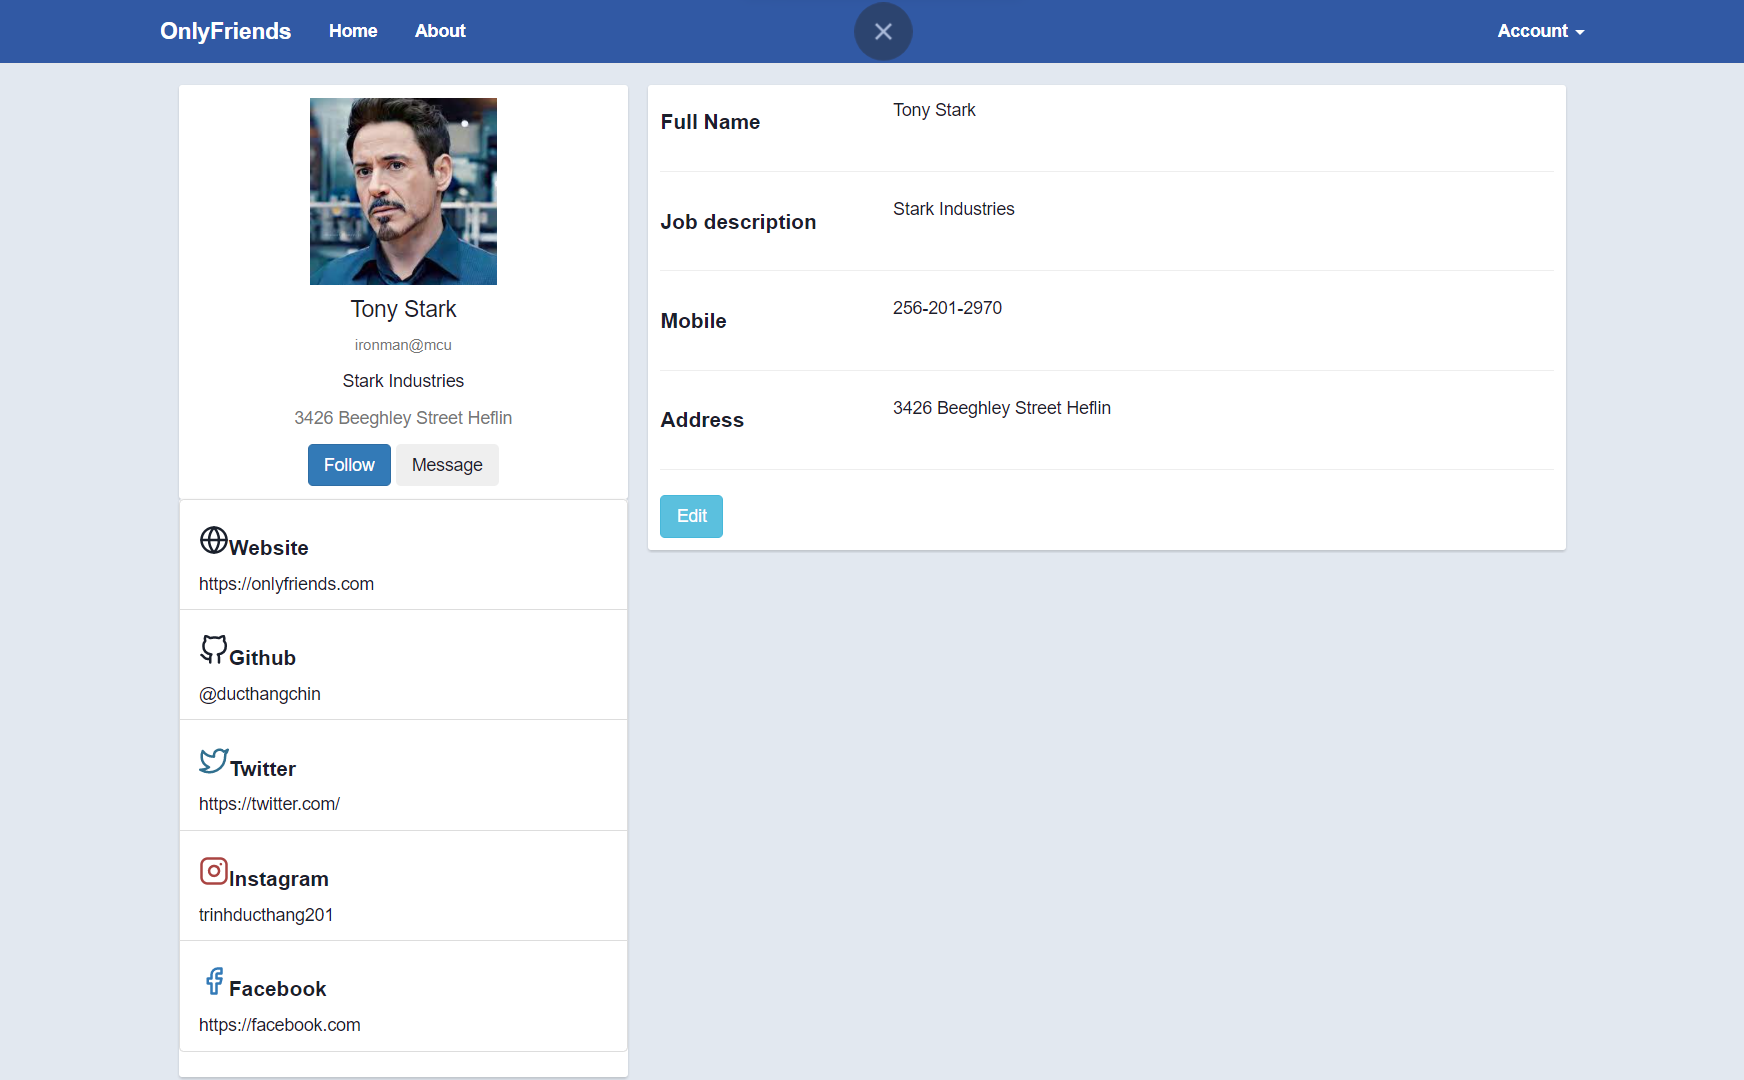 OnlyFriends Home About Account
Tony Stark
ironman@mcu
Stark Industries
3426 Beeghley Street Heflin
Follow Message
Website
https://onlyfriends.com
Github
@ducthangchin
Twitter
https://twitter.com/
Instagram
trinhducthang201
Facebook
https://facebook.com
Full Name Tony Stark
Job description Stark Industries
Mobile 256-201-2970
Address 3426 Beeghley Street Heflin
Edit